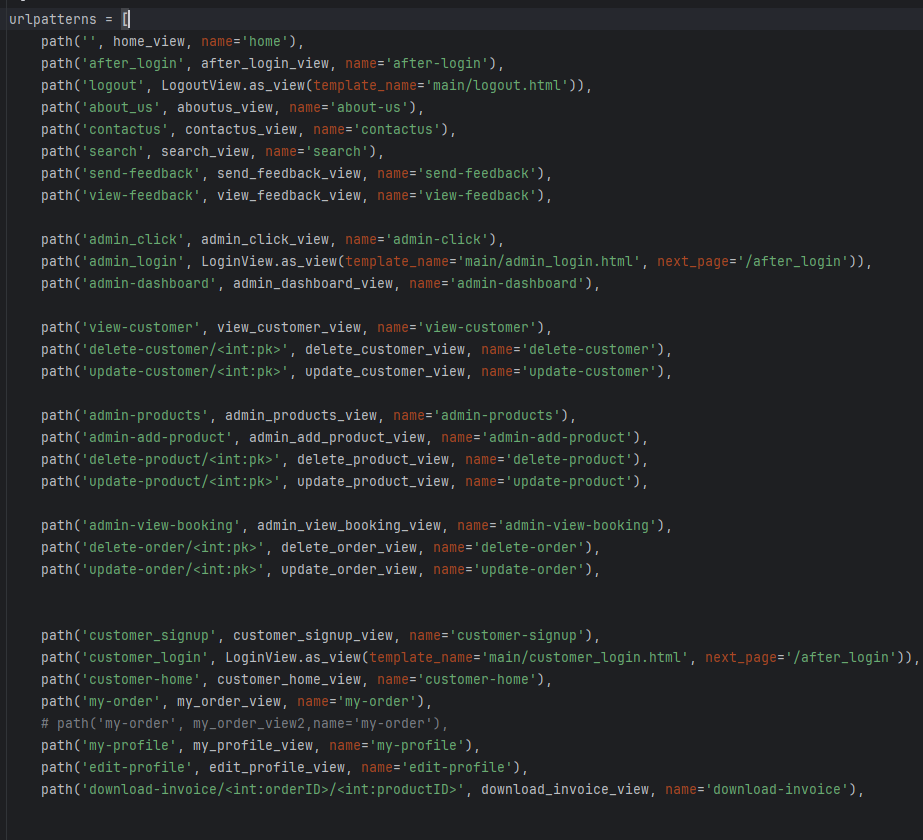 urlpatterns = [
path('', home_view, name='home'),
path('after_login', after_login_view, name='after-login'),
path('logout', LogoutView.as_view(template_name='main/logout.html')),
path('about_us', aboutus_view, name='about-us'),
path('contactus', contactus_view, name='contactus'),
path('search', search_view, name='search'),
path('send-feedback', send_feedback_view, name='send-feedback'),
path('view-feedback', view_feedback_view, name='view-feedback'),
path('admin_click', admin_click_view, name='admin-click'),
path('admin_login', LoginView.as_view(template_name='main/admin_login.html', next_page='/after_login')),
path('admin-dashboard', admin_dashboard_view, name='admin-dashboard'),
path('view-customer', view_customer_view, name='view-customer'),
path('delete-customer/<int:pk>', delete_customer_view, name='delete-customer'),
path('update-customer/<int:pk>', update_customer_view, name='update-customer'),
path('admin-products', admin_products_view, name='admin-products'),
path('admin-add-product', admin_add_product_view, name='admin-add-product'),
path('delete-product/<int:pk>', delete_product_view, name='delete-product'),
path('update-product/<int:pk>', update_product_view, name='update-product'),
path('admin-view-booking', admin_view_booking_view, name='admin-view-booking'),
path('delete-order/<int:pk>', delete_order_view, name='delete-order'),
path('update-order/<int:pk>', update_order_view, name='update-order'),
path('customer_signup', customer_signup_view, name='customer-signup'),
path('customer_login', LoginView.as_view(template_name='main/customer_login.html', next_page='/after_login')),
path('customer-home', customer_home_view, name='customer-home'),
path('my-order', my_order_view, name='my-order'),
# path('my-order', my_order_view2,name='my-order'),
path('my-profile', my_profile_view, name='my-profile'),
path('edit-profile', edit_profile_view, name='edit-profile'),
path('download-invoice/<int:orderID>/<int:productID>', download_invoice_view, name='download-invoice'),